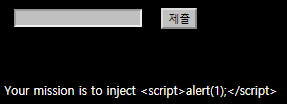 제출
Your mission is to inject <script>alert(1);</script>